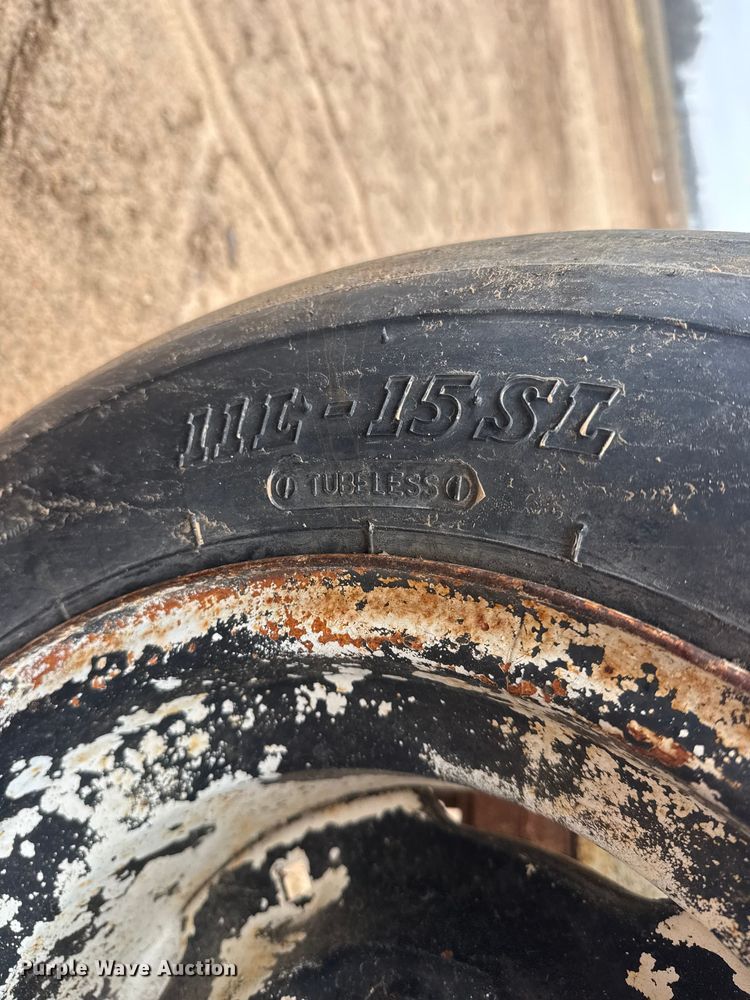 11L-15SL
TUBELESS
Purple Wave Auction